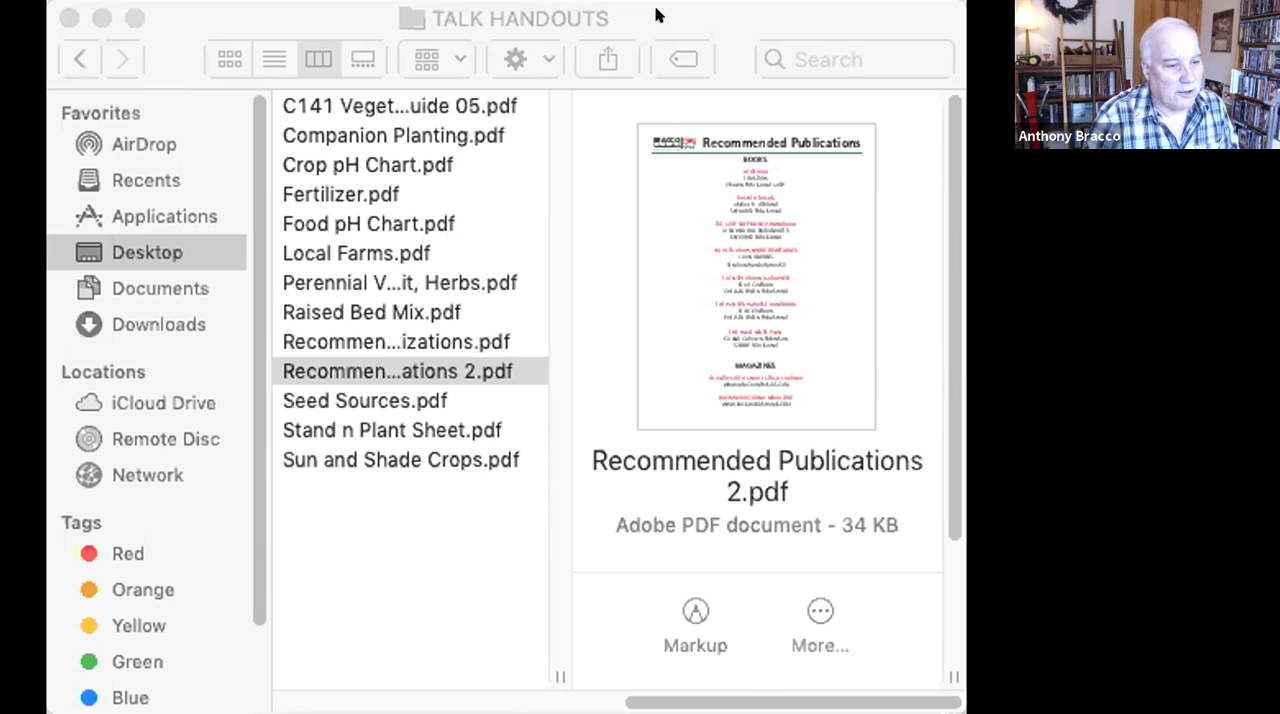 TALK HANDOUTS
Search
Favorites
AirDrop
Recents
Applications
Desktop
Documents
Downloads
Locations
iCloud Drive
Remote Disc
Network
Tags
Red
Orange
Yellow
Green
Blue
C141 Veget...uide 05.pdf
Companion Planting.pdf
Crop pH Chart.pdf
Fertilizer.pdf
Food pH Chart.pdf
Local Farms.pdf
Perennial V...it, Herbs.pdf
Raised Bed Mix.pdf
Recommen...izations.pdf
Recommen...ations 2.pdf
Seed Sources.pdf
Stand n Plant Sheet.pdf
Sun and Shade Crops.pdf
Recommended Publications
BOOKS
MAGAZINES
Recommended Publications
2.pdf
Adobe PDF document - 34 KB
Markup
More...
Anthony Bracco